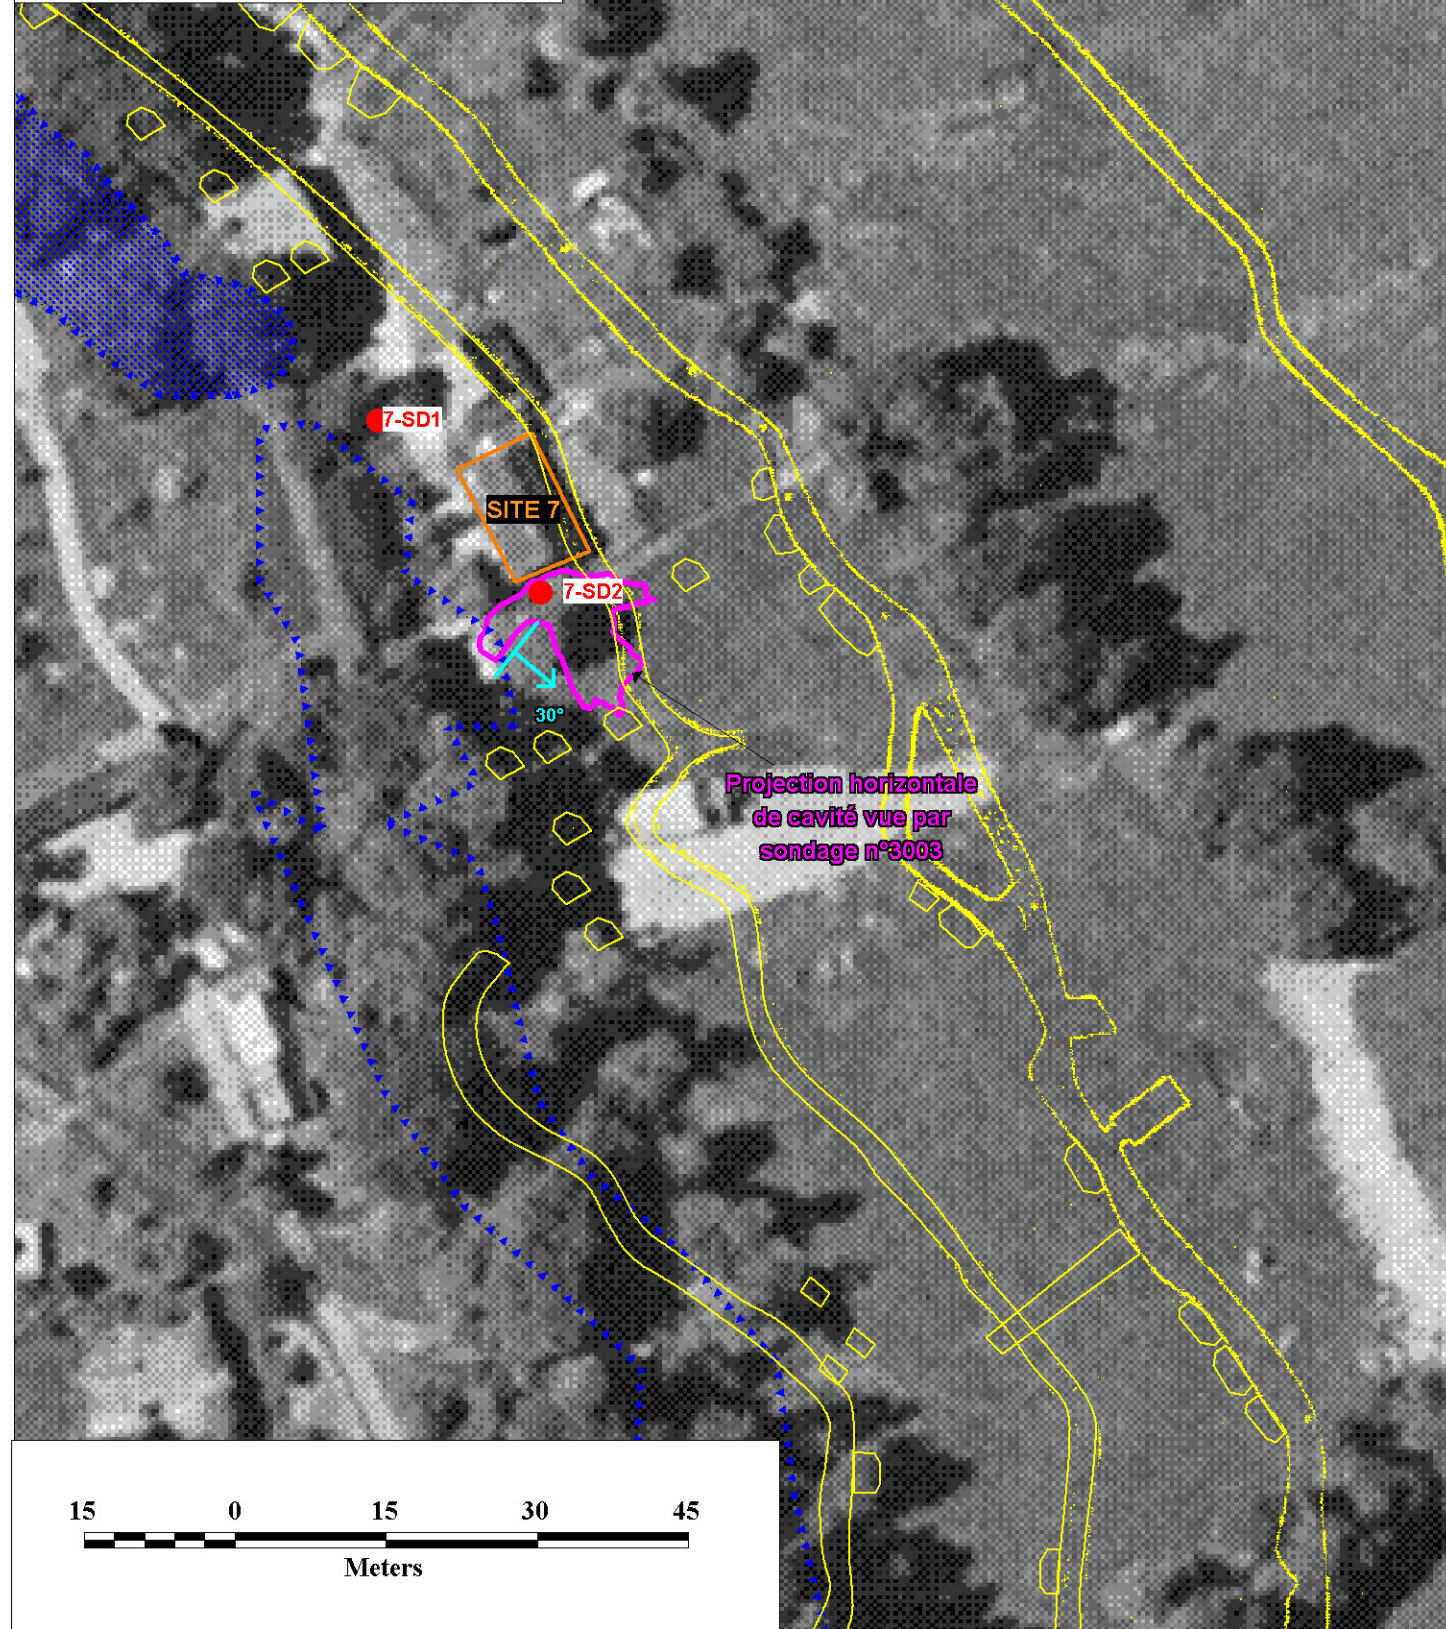 7-SD1
SITE 7
7-SD2
30°
Projection horizontale
de cavité vue par
sondage n°3003
15 0 15 30 45
Meters